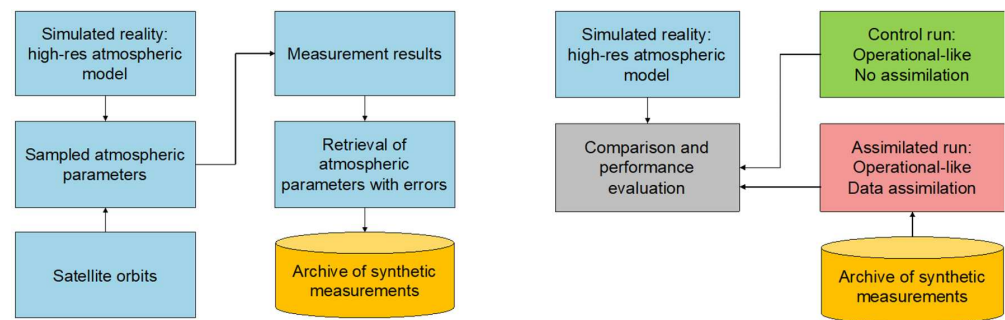 Simulated reality:
high-res atmospheric
model
Measurement results
Sampled atmospheric
parameters
Retrieval of
atmospheric
parameters with errors
Satellite orbits
Archive of synthetic
measurements
Simulated reality:
high-res atmospheric
model
Control run:
Operational-like
No assimilation
Comparison and
performance
evaluation
Assimilated run:
Operational-like
Data assimilation
Archive of synthetic
measurements